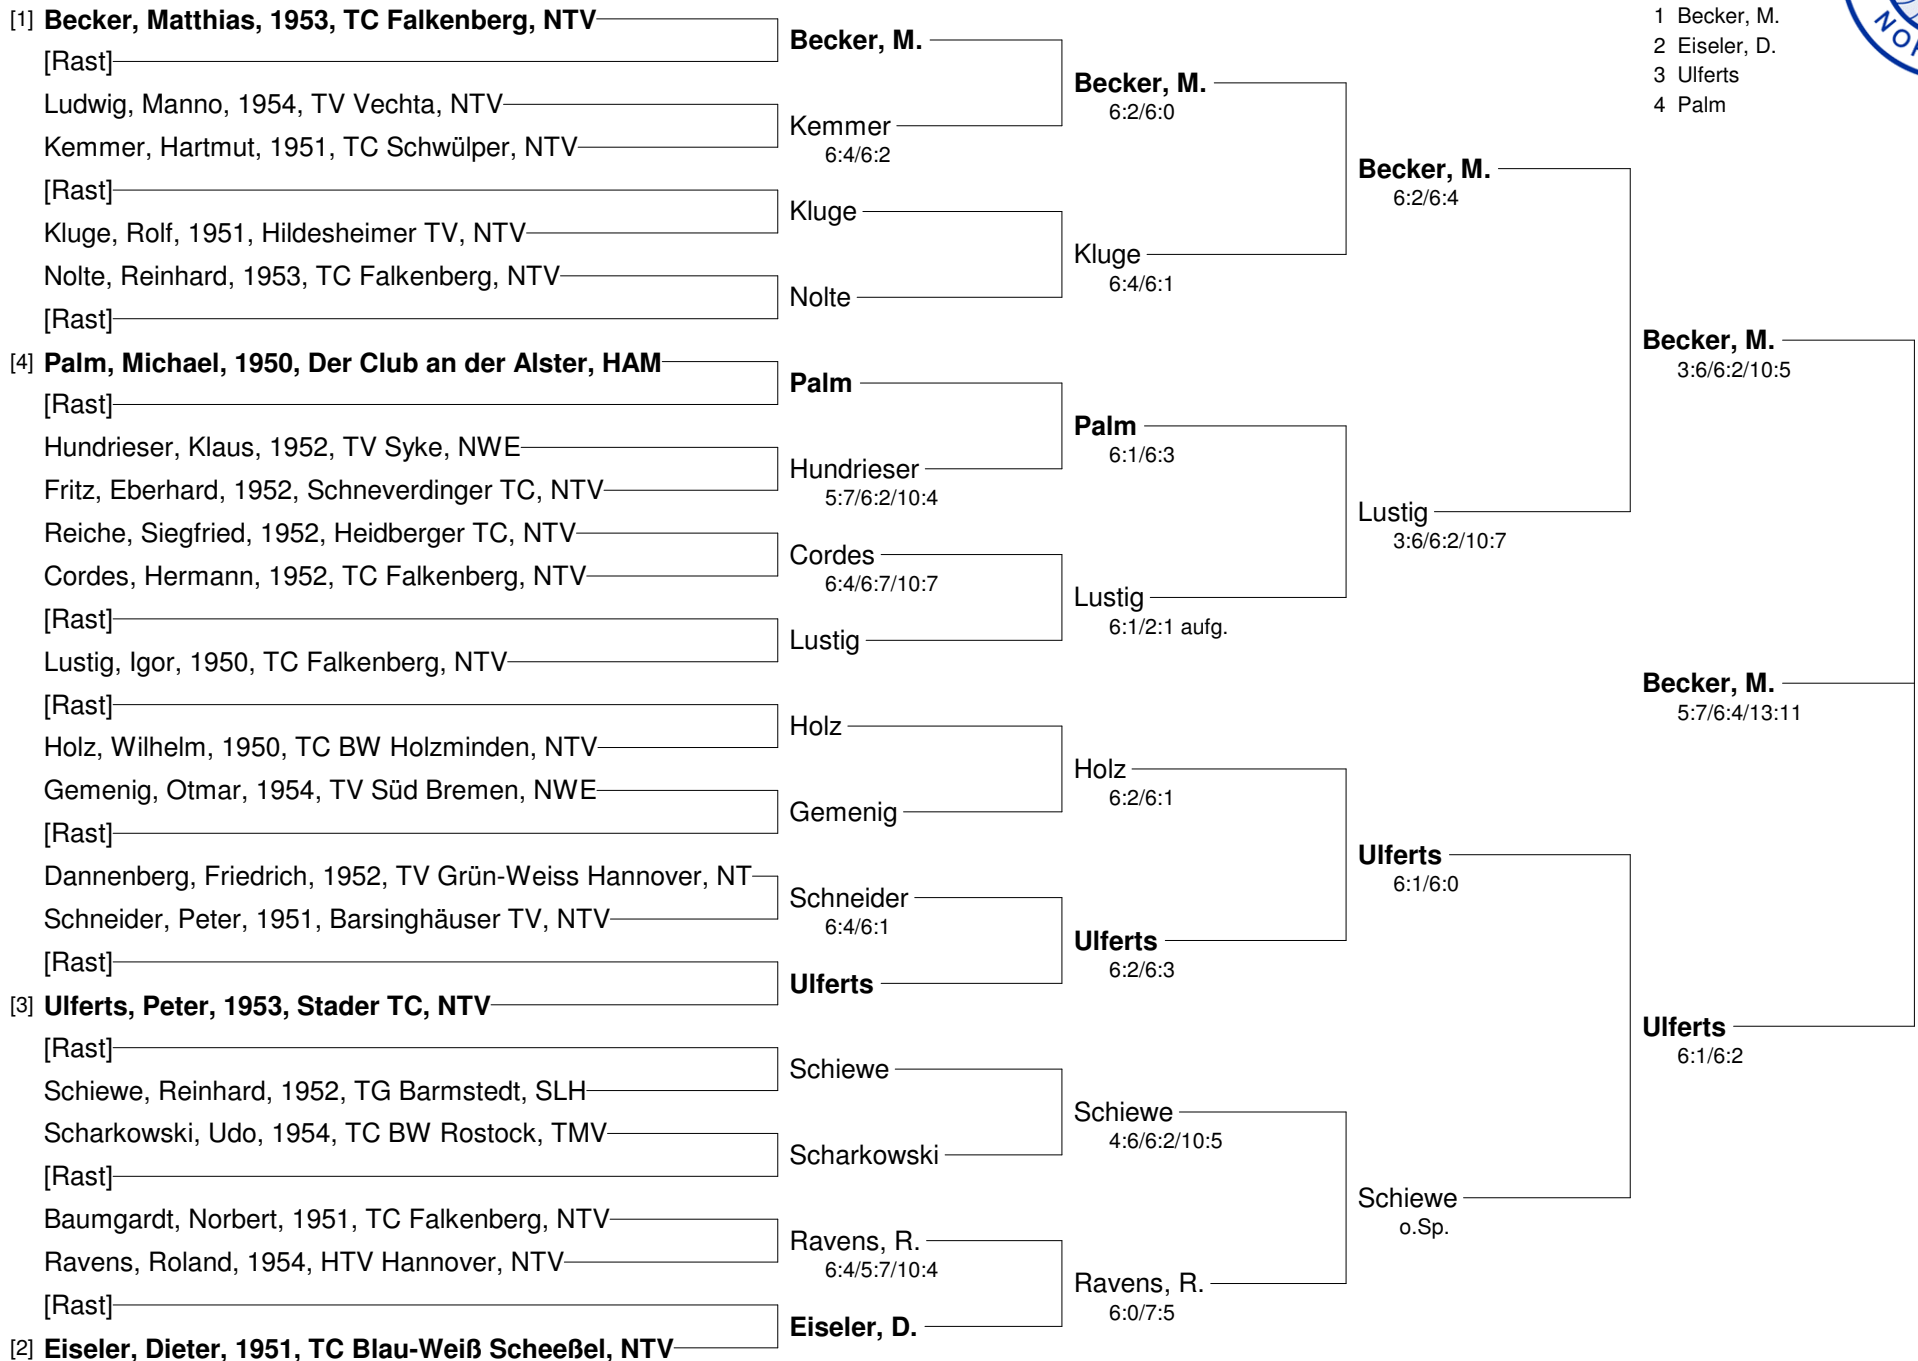 [1] Becker, Matthias, 1953, TC Falkenberg, NTV
[Rast]
Ludwig, Manno, 1954, TV Vechta, NTV
Kemmer, Hartmut, 1951, TC Schwülper, NTV
[Rast]
Kluge, Rolf, 1951, Hildesheimer TV, NTV
Nolte, Reinhard, 1953, TC Falkenberg, NTV
[Rast]
[4] Palm, Michael, 1950, Der Club an der Alster, HAM
[Rast]
Hundrieser, Klaus, 1952, TV Syke, NWE
Fritz, Eberhard, 1952, Schneverdinger TC, NTV
Reiche, Siegfried, 1952, Heidberger TC, NTV
Cordes, Hermann, 1952, TC Falkenberg, NTV
[Rast]
Lustig, Igor, 1950, TC Falkenberg, NTV
[Rast]
Holz, Wilhelm, 1950, TC BW Holzminden, NTV
Gemenig, Otmar, 1954, TV Süd Bremen, NWE
[Rast]
Dannenberg, Friedrich, 1952, TV Grün-Weiss Hannover, NT
Schneider, Peter, 1951, Barsinghäuser TV, NTV
[Rast]
[3] Ulferts, Peter, 1953, Stader TC, NTV
[Rast]
Schiewe, Reinhard, 1952, TG Barmstedt, SLH
Scharkowski, Udo, 1954, TC BW Rostock, TMV
[Rast]
Baumgardt, Norbert, 1951, TC Falkenberg, NTV
Ravens, Roland, 1954, HTV Hannover, NTV
[Rast]
[2] Eiseler, Dieter, 1951, TC Blau-Weiß Scheeßel, NTV
Becker, M.
Kemmer
6:4/6:2
Kluge
Nolte
Palm
Hundrieser
5:7/6:2/10:4
Cordes
6:4/6:7/10:7
Lustig
Holz
Gemenig
Schneider
6:4/6:1
Ulferts
Schiewe
Scharkowski
Ravens, R.
6:4/5:7/10:4
Eiseler, D.
Becker, M.
6:2/6:0
Kluge
6:4/6:1
Palm
6:1/6:3
Lustig
6:1/2:1 aufg.
Holz
6:2/6:1
Ulferts
6:2/6:3
Schiewe
4:6/6:2/10:5
Ravens, R.
6:0/7:5
Becker, M.
6:2/6:4
Lustig
3:6/6:2/10:7
Ulferts
6:1/6:0
Schiewe
o.Sp.
Becker, M.
3:6/6:2/10:5
Ulferts
6:1/6:2
Becker, M.
5:7/6:4/13:11
1 Becker, M.
2 Eiseler, D.
3 Ulferts
4 Palm